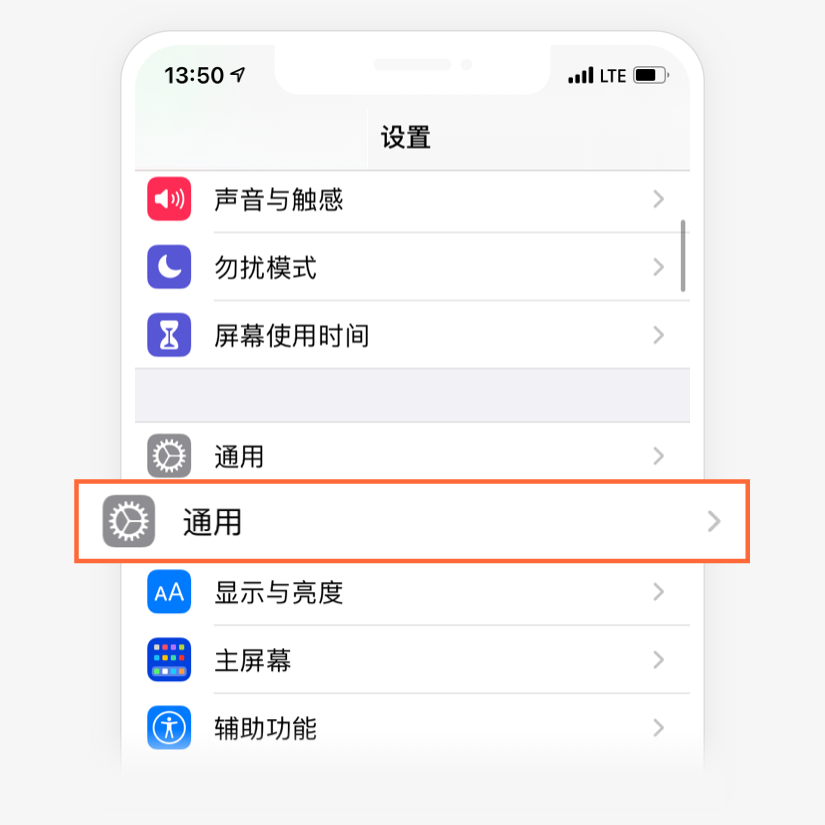 13:50
LTE
设置
声音与触感
勿扰模式
屏幕使用时间
通用
通用
AA
显示与亮度
主屏幕
辅助功能